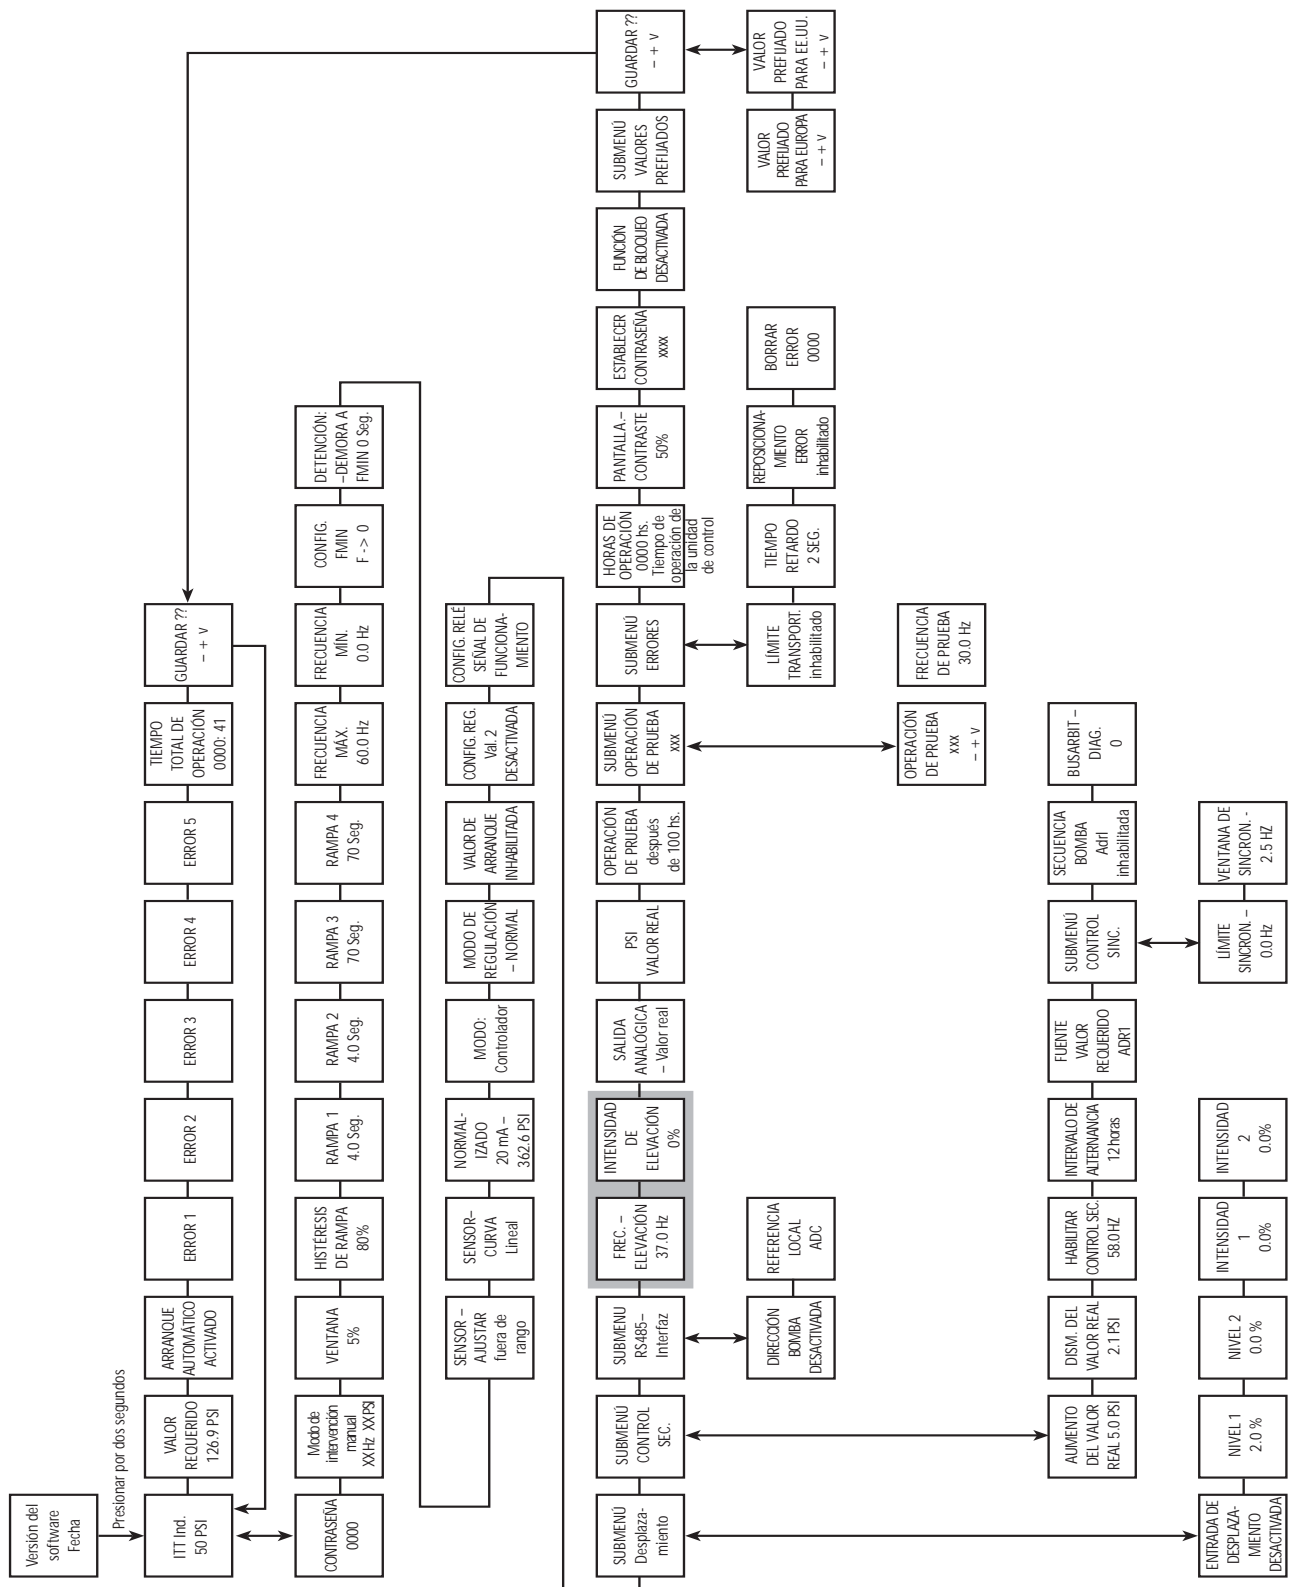 Versión del
software
Fecha
Presionar por dos segundos
ITT Ind.
50 PSI
VALOR
REQUERIDO
126.9 PSI
ARRANQUE
AUTOMÁTICO
ACTIVADO
ERROR 1
ERROR 2
ERROR 3
ERROR 4
ERROR 5
TIEMPO
TOTAL DE
OPERACIÓN
0000: 41
GUARDAR ??
– + v
CONTRASEÑA
0000
Modo de
intervención
manual
XX Hz XX PSI
VENTANA
5%
HISTÉRESIS
DE RAMPA
80%
RAMPA 1
4.0 Seg.
RAMPA 2
4.0 Seg.
RAMPA 3
70 Seg.
RAMPA 4
70 Seg.
FRECUENCIA
MÁX.
60.0 Hz
FRECUENCIA
MÍN.
0.0 Hz
CONFIG.
FMIN
F -> 0
DETENCIÓN:
–DEMORA A
FMIN 0 Seg.
SENSOR –
AJUSTAR
fuera de
rango
SENSOR–
CURVA
Lineal
NORMAL-
IZADO
20 mA –
362.6 PSI
MODO:
Controlador
MODO DE
REGULACIÓN
– NORMAL
VALOR DE
ARRANQUE
INHABILITADA
CONFIG. REG.
Val. 2
DESACTIVADA
CONFIG. RELÉ
SEÑAL DE
FUNCIONA-
MIENTO
SUBMENÚ
Desplaza-
miento
SUBMENÚ
CONTROL
SEC.
SUBMENU
RS485–
Interfaz
FREC. –
ELEVACIÓN
37.0 Hz
INTENSIDAD
DE
ELEVACIÓN
0%
SALIDA
ANALÓGICA
– Valor real
PSI
VALOR REAL
OPERACIÓN
DE PRUEBA
después
de 100 hs.
SUBMENÚ
OPERACIÓN
DE PRUEBA
xxx
SUBMENÚ
ERRORES
HORAS DE
OPERACIÓN
0000 hs.
Tiempo de
operación de
la unidad
de control
PANTALLA.–
CONTRASTE
50%
ESTABLECER
CONTRASEÑA
xxxx
FUNCIÓN
DE BLOQUEO
DESACTIVADA
SUBMENÚ
VALORES
PREFIJADOS
GUARDAR ??
– + v
DIRECCIÓN
BOMBA
DESACTIVADA
REFERENCIA
LOCAL
ADC
LÍMITE
TRANSPORT.
inhabilitado
TIEMPO
RETARDO
2 SEG.
REPOSICIONA-
MIENTO
ERROR
inhabilitado
BORRAR
ERROR
0000
VALOR
PREFIJADO
PARA EUROPA
– + v
VALOR
PREFIJADO
PARA EE.UU.
– + v
OPERACIÓN
DE PRUEBA
xxx
– + v
FRECUENCIA
DE PRUEBA
30.0 Hz
AUMENTO
DEL VALOR
REAL 5.0 PSI
DISM. DEL
VALOR REAL
2.1 PSI
HABILITAR
CONTROL SEC.
58.0 HZ
INTERVALO DE
ALTERNANCIA
12 horas
FUENTE
VALOR
REQUERIDO
ADR1
SUBMENÚ
CONTROL
SINC.
SECUENCIA
BOMBA
Adrl
inhabilitada
BUSARBIT –
DIAG.
0
ENTRADA DE
DESPLAZA-
MIENTO
DESACTIVADA
NIVEL 1
2.0 %
NIVEL 2
0.0 %
INTENSIDAD
1
0.0%
INTENSIDAD
2
0.0%
LÍMITE
SINCRON. –
0.0 Hz
VENTANA DE
SINCRON. -
2.5 HZ